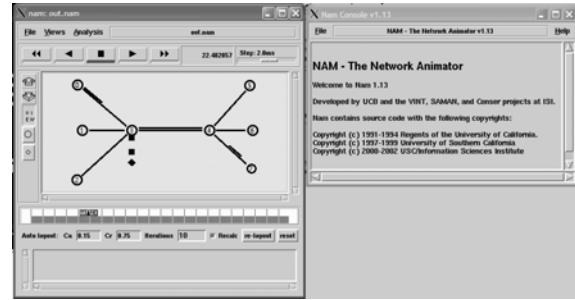 nam: out.nam
File Views Analysis out.nam
22.402057 Step: 2.0ms
0 5
1 3 4 6
2 7
Auto layout: Ca 0.15 Cr 0.75 Iterations 10 Recalc re-layout reset
Nam Console v1.13
File NAM - The Network Animator v1.13 Help
NAM - The Network Animator
Welcome to Nam 1.13
Developed by UCB and the VINT, SAMAN, and Conser projects at ISI.
Nam contains source code with the following copyrights:
Copyright (c) 1991-1994 Regents of the University of California.
Copyright (c) 1997-1999 University of Southern California
Copyright (c) 2000-2002 USC/Information Sciences Institute